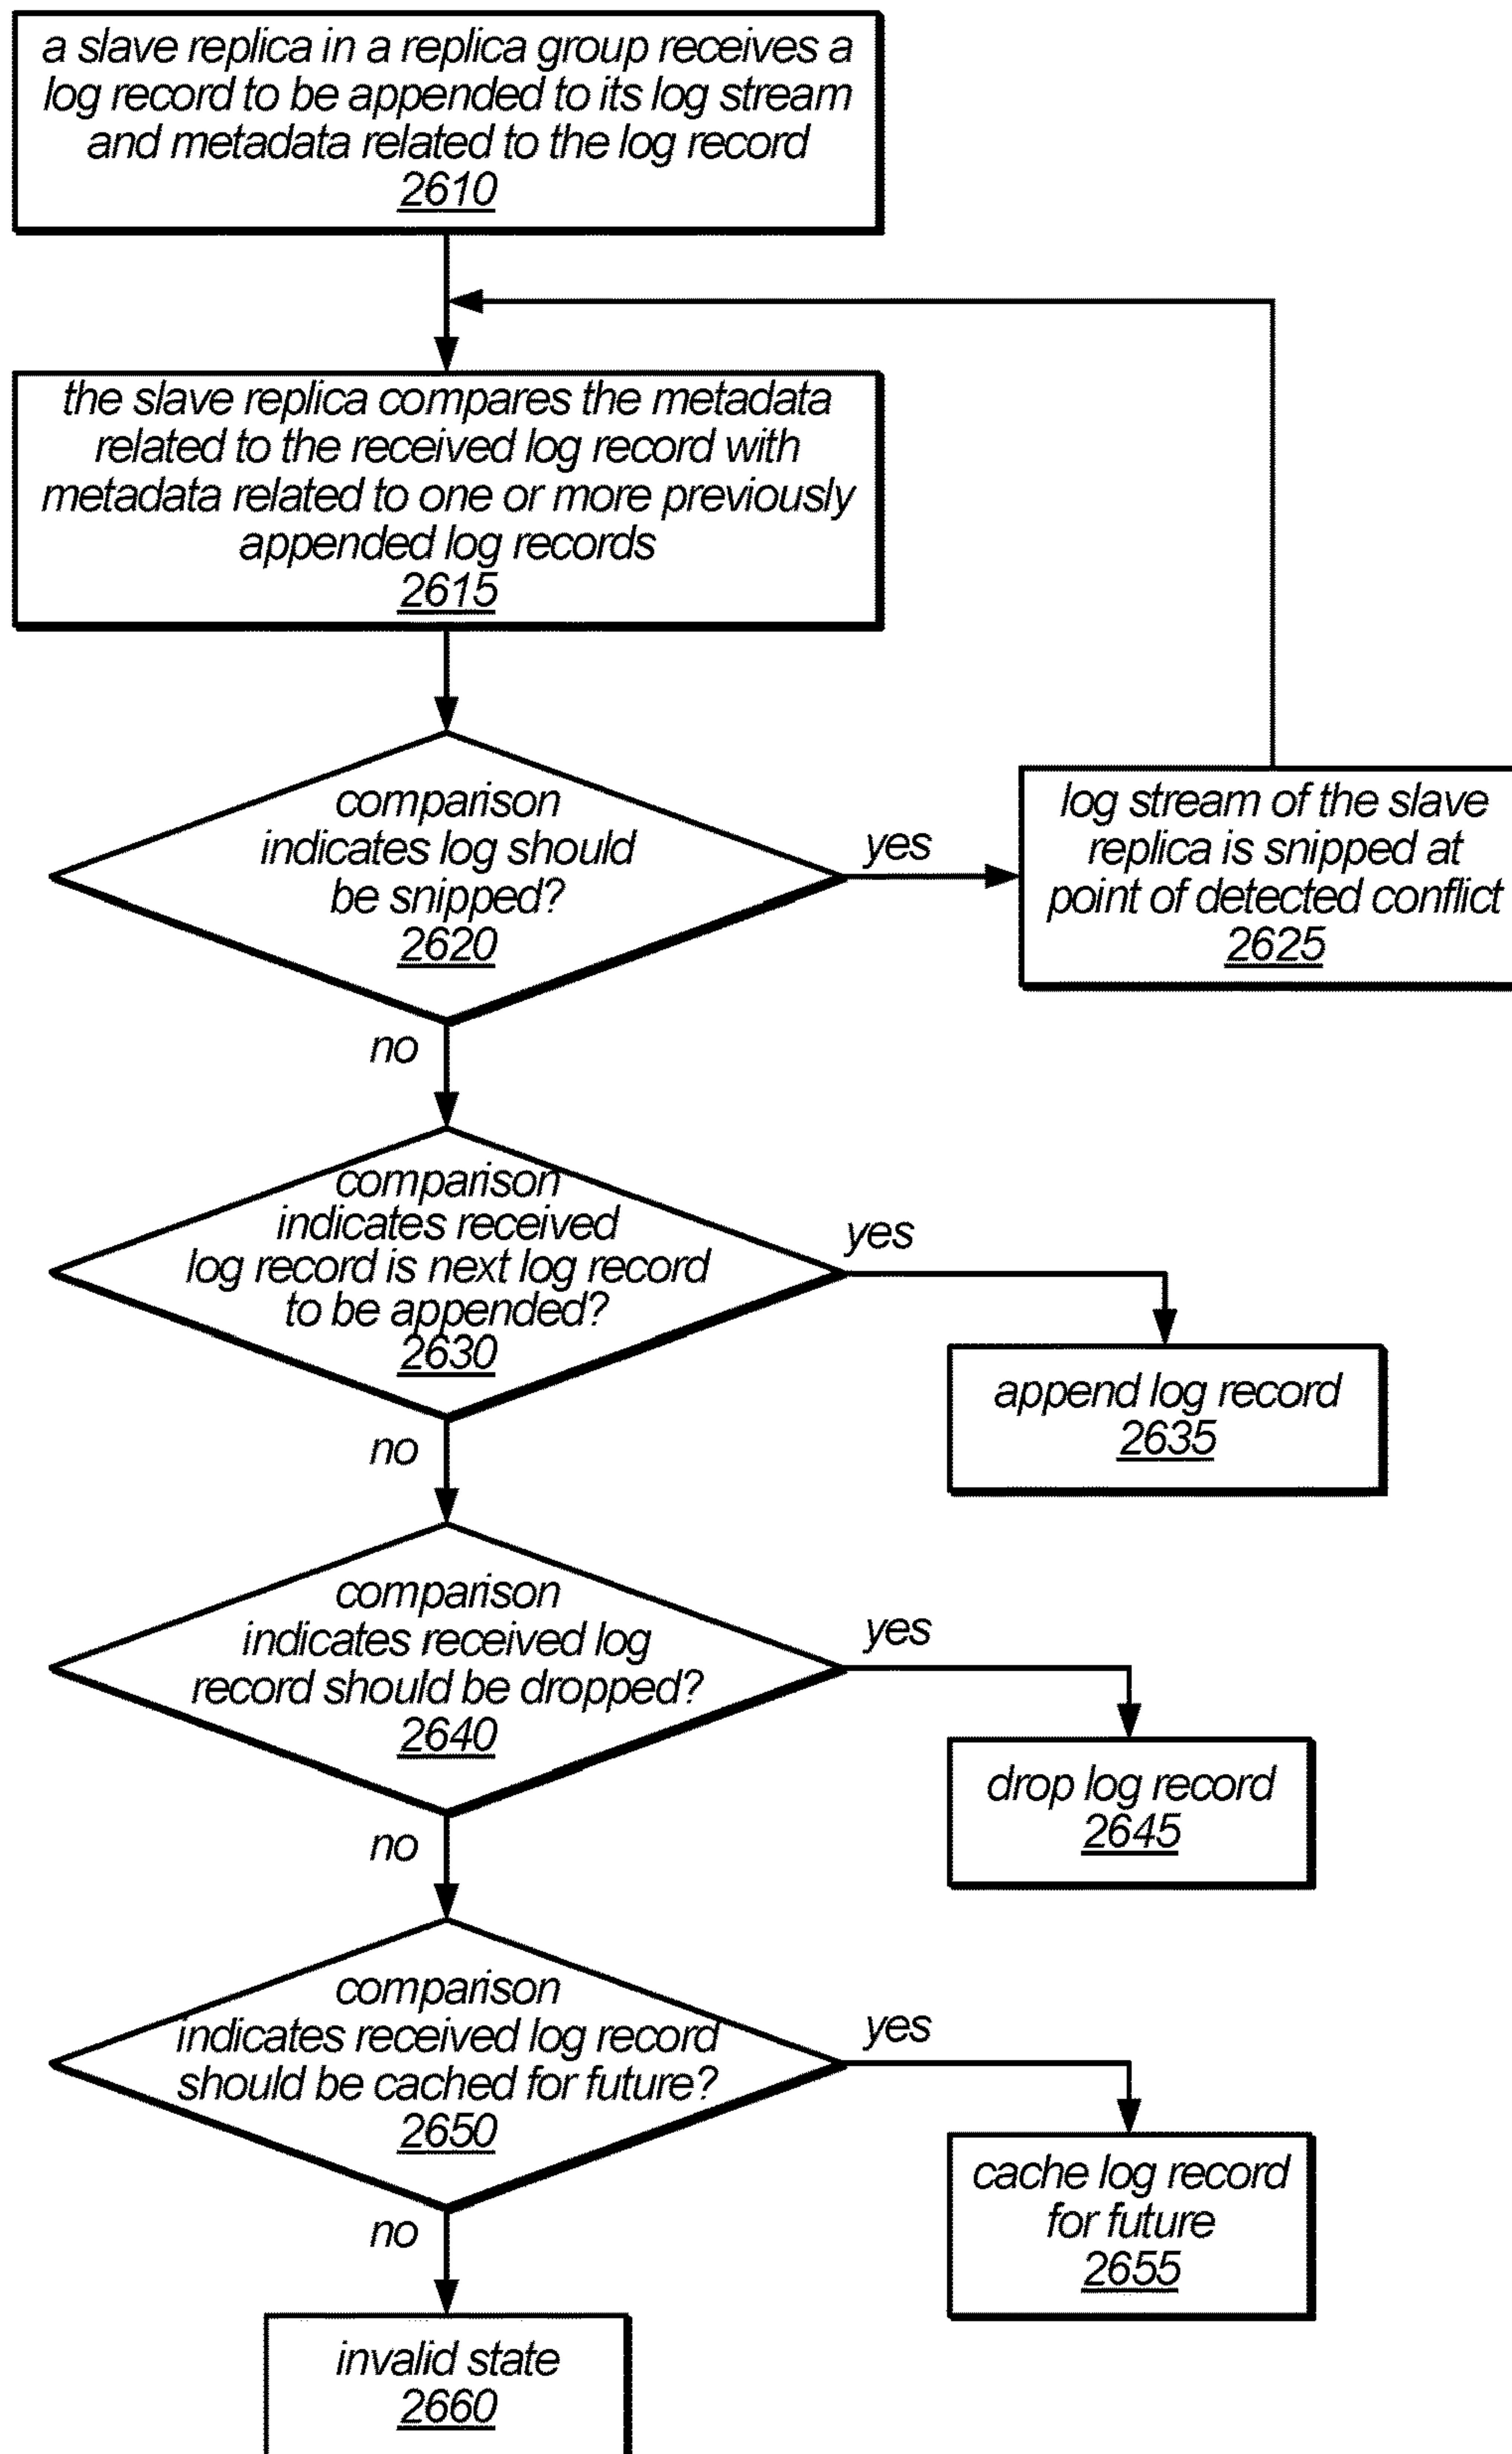 a slave replica in a replica group receives a
log record to be appended to its log stream
and metadata related to the log record
2610
the slave replica compares the metadata
related to the received log record with
metadata related to one or more previously
appended log records
2615
comparison
indicates log should
be snipped?
2620
yes
log stream of the slave
replica is snipped at
point of detected conflict
2625
no
comparison
indicates received
log record is next log record
to be appended?
2630
yes
append log record
2635
no
comparison
indicates received log
record should be dropped?
2640
yes
drop log record
2645
no
comparison
indicates received log record
should be cached for future?
2650
yes
cache log record
for future
2655
no
invalid state
2660